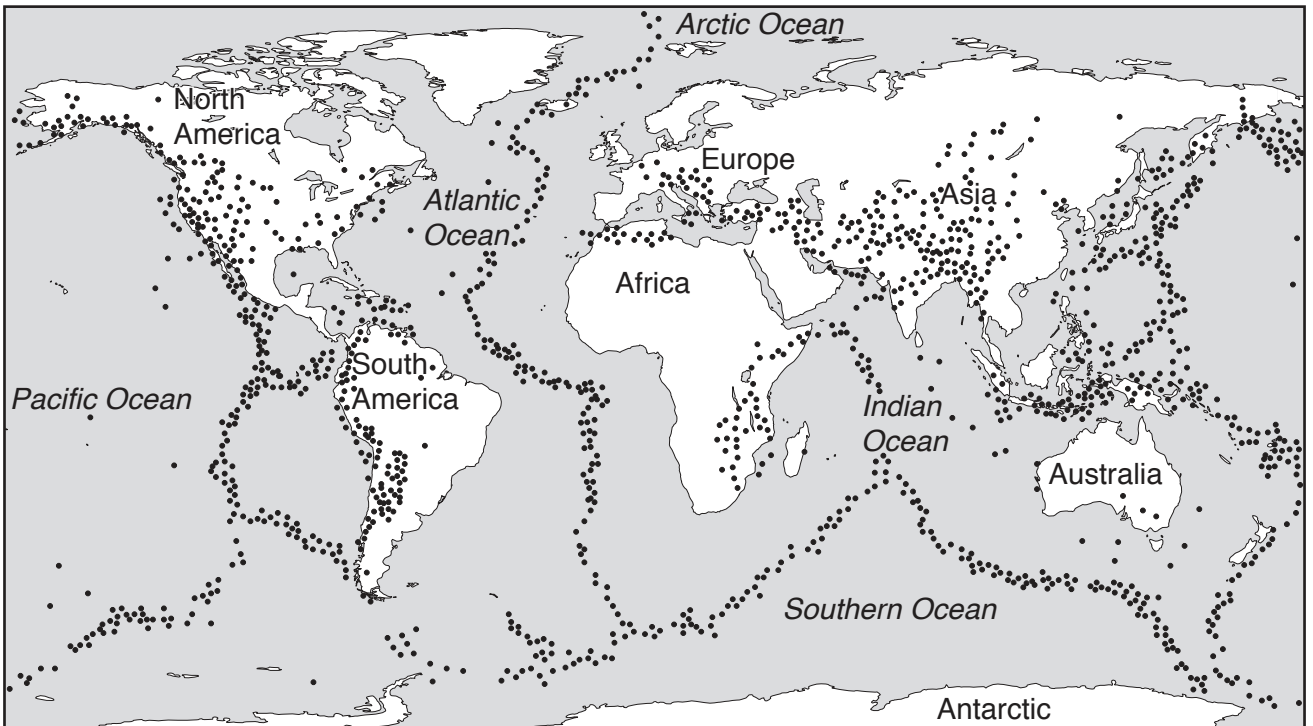 Arctic Ocean
North
America
Europe
Asia
Atlantic
Ocean
Africa
South
America
Pacific Ocean
Indian
Ocean
Australia
Southern Ocean
Antarctic